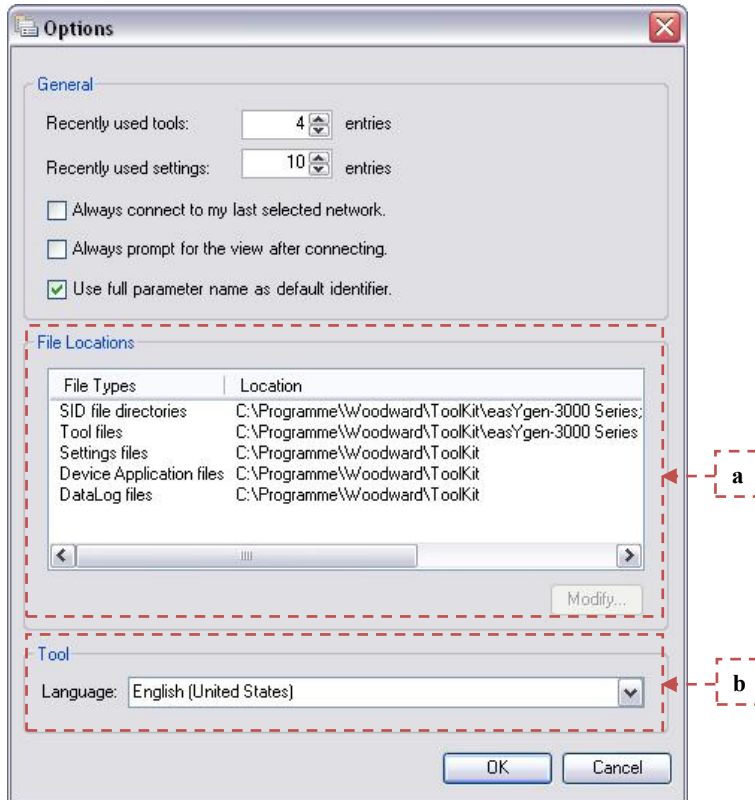 Options
General
Recently used tools: 4 entries
Recently used settings: 10 entries
Always connect to my last selected network.
Always prompt for the view after connecting.
Use full parameter name as default identifier.
File Locations
File Types Location
SID file directories C:\Programme\Woodward\ToolKit\easYgen-3000 Series;
Tool files C:\Programme\Woodward\ToolKit\easYgen-3000 Series
Settings files C:\Programme\Woodward\ToolKit
Device Application files C:\Programme\Woodward\ToolKit
DataLog files C:\Programme\Woodward\ToolKit
a
Modify...
Tool
Language: English (United States)
b
OK Cancel